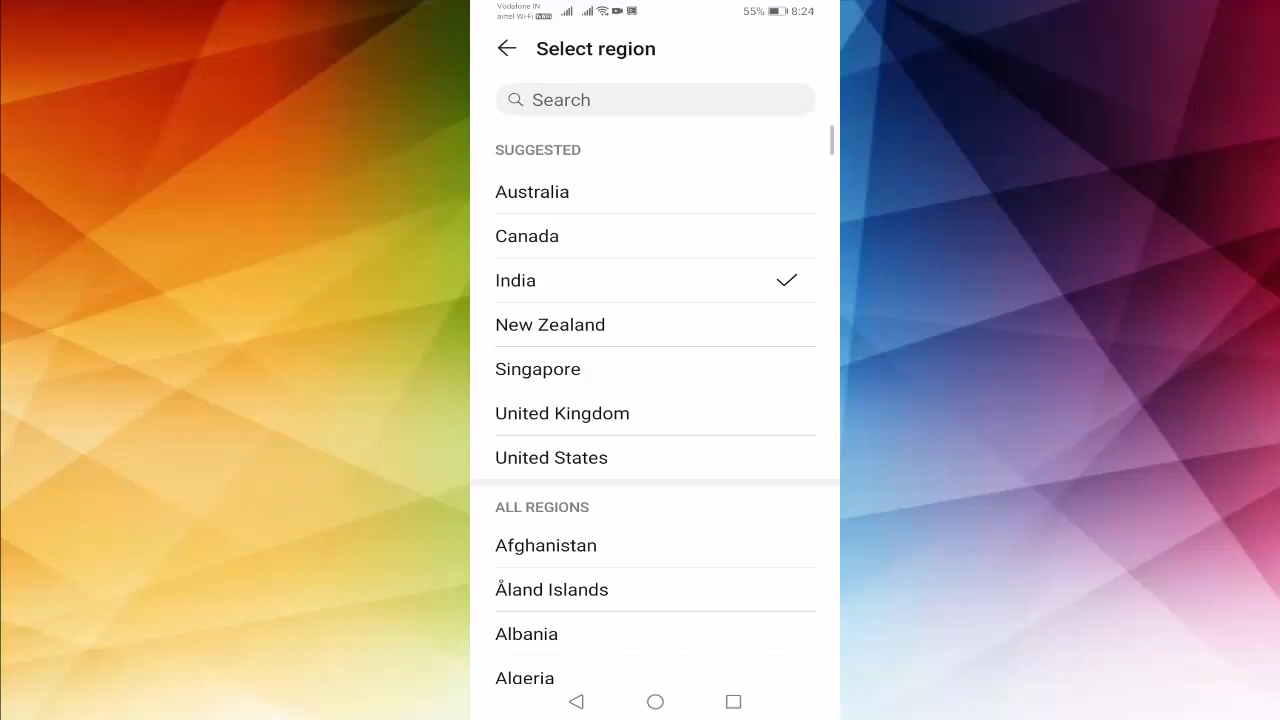 Vodafone IN
airtel Wi-Fi
55% 8:24
Select region
Search
SUGGESTED
Australia
Canada
India
New Zealand
Singapore
United Kingdom
United States
ALL REGIONS
Afghanistan
Åland Islands
Albania
Algeria